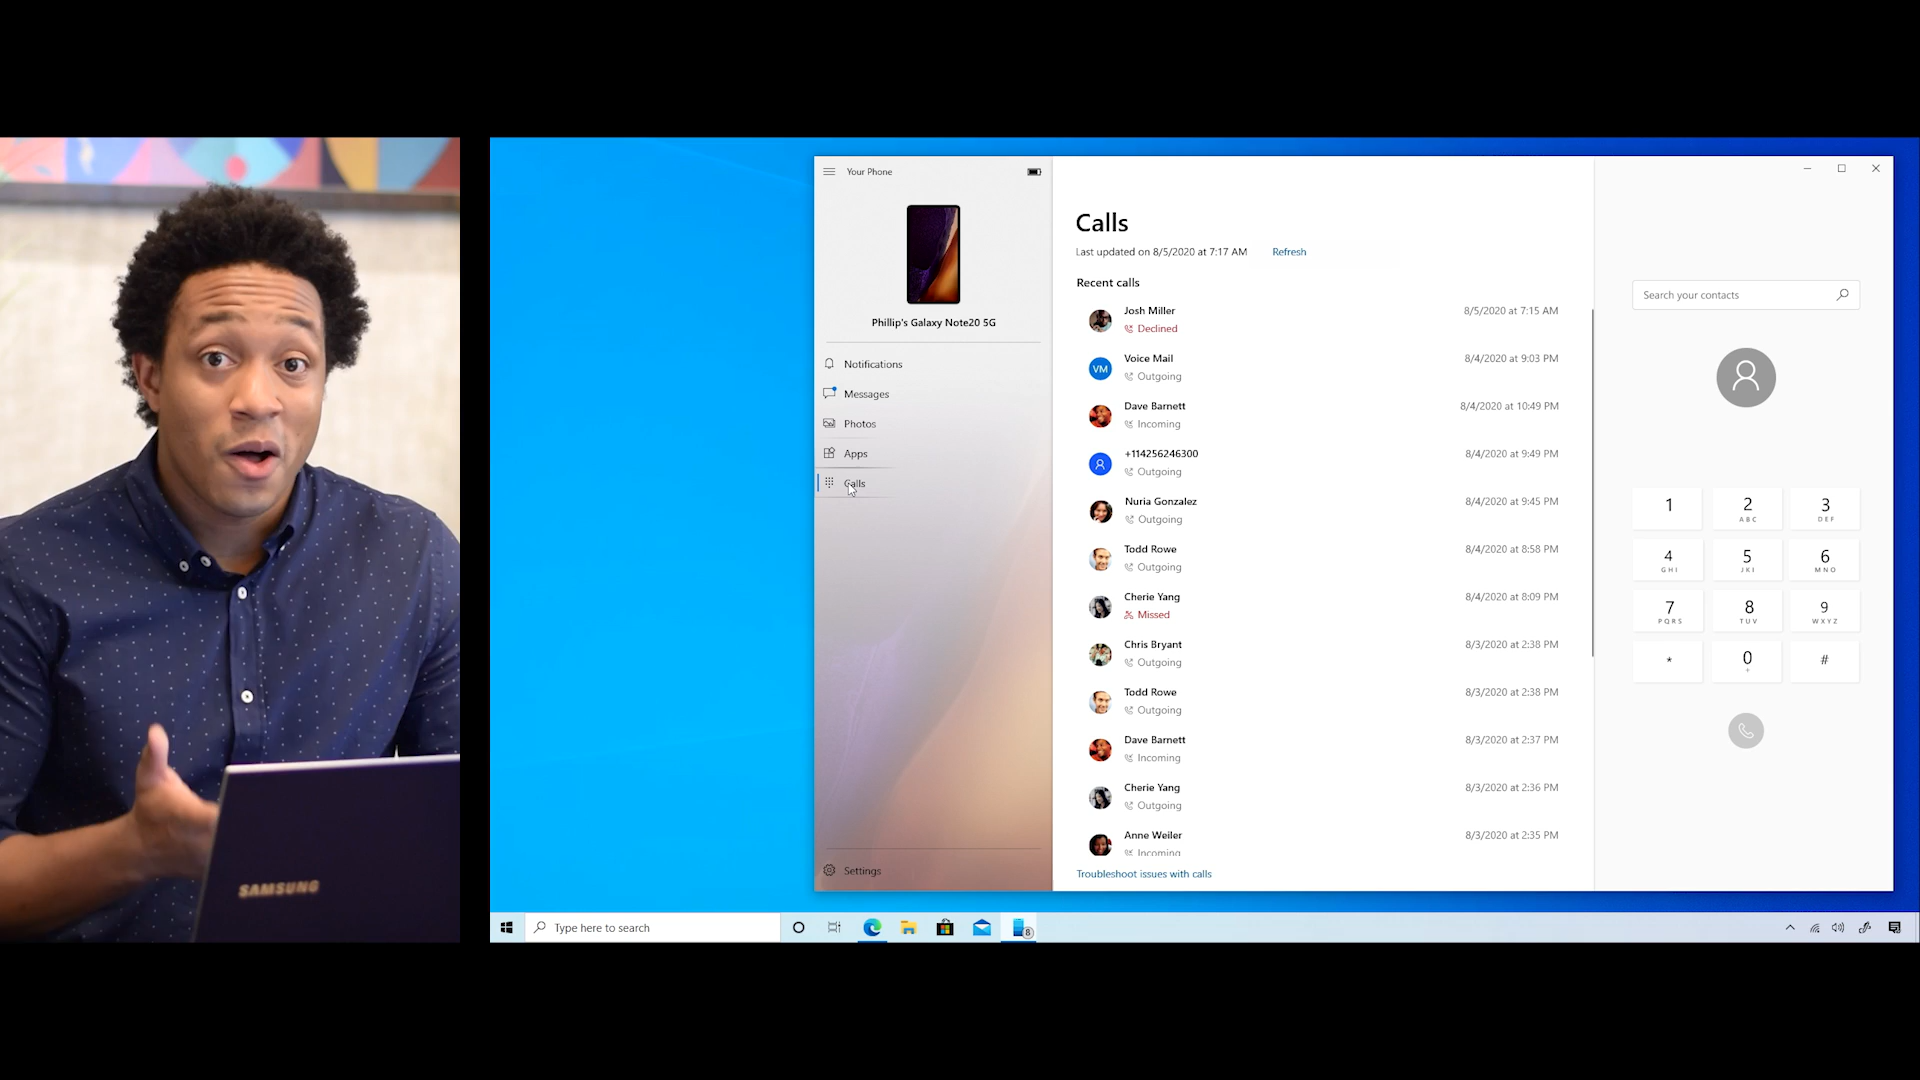 Your Phone
Phillip's Galaxy Note20 5G
Notifications
Messages
Photos
Apps
Calls
Settings
Calls
Last updated on 8/5/2020 at 7:17 AM Refresh
Recent calls
Josh Miller 8/5/2020 at 7:15 AM
Declined
VM Voice Mail 8/4/2020 at 9:03 PM
Outgoing
Dave Barnett 8/4/2020 at 10:49 PM
Incoming
+114256246300 8/4/2020 at 9:49 PM
Outgoing
Nuria Gonzalez 8/4/2020 at 9:45 PM
Outgoing
Todd Rowe 8/4/2020 at 8:58 PM
Outgoing
Cherie Yang 8/4/2020 at 8:09 PM
Missed
Chris Bryant 8/3/2020 at 2:38 PM
Outgoing
Todd Rowe 8/3/2020 at 2:38 PM
Outgoing
Dave Barnett 8/3/2020 at 2:37 PM
Incoming
Cherie Yang 8/3/2020 at 2:36 PM
Outgoing
Anne Weiler 8/3/2020 at 2:35 PM
Incoming
Troubleshoot issues with calls
Search your contacts
1 2 3
ABC DEF
4 5 6
GHI JKL MNO
7 8 9
PQRS TUV WXYZ
* 0 #
+
SAMSUNG
Type here to search
8